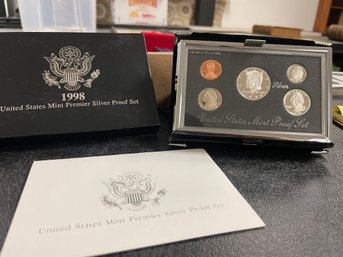 1998
United States Mint Premier Silver Proof Set
Silver
United States Mint Proof Set
United States Mint Premier Silver Proof Set